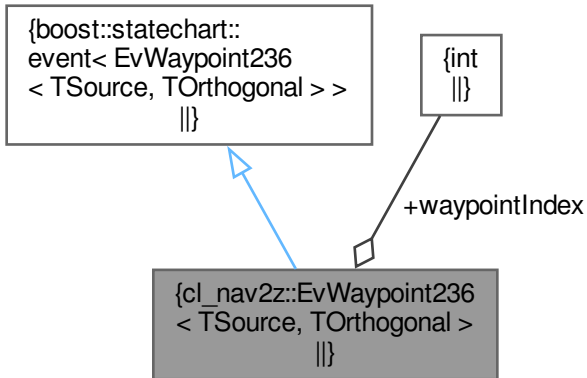 {boost::statechart::
event< EvWaypoint236
< TSource, TOrthogonal > >
||}
{int
||}
+waypointIndex
{cl_nav2z::EvWaypoint236
< TSource, TOrthogonal >
||}